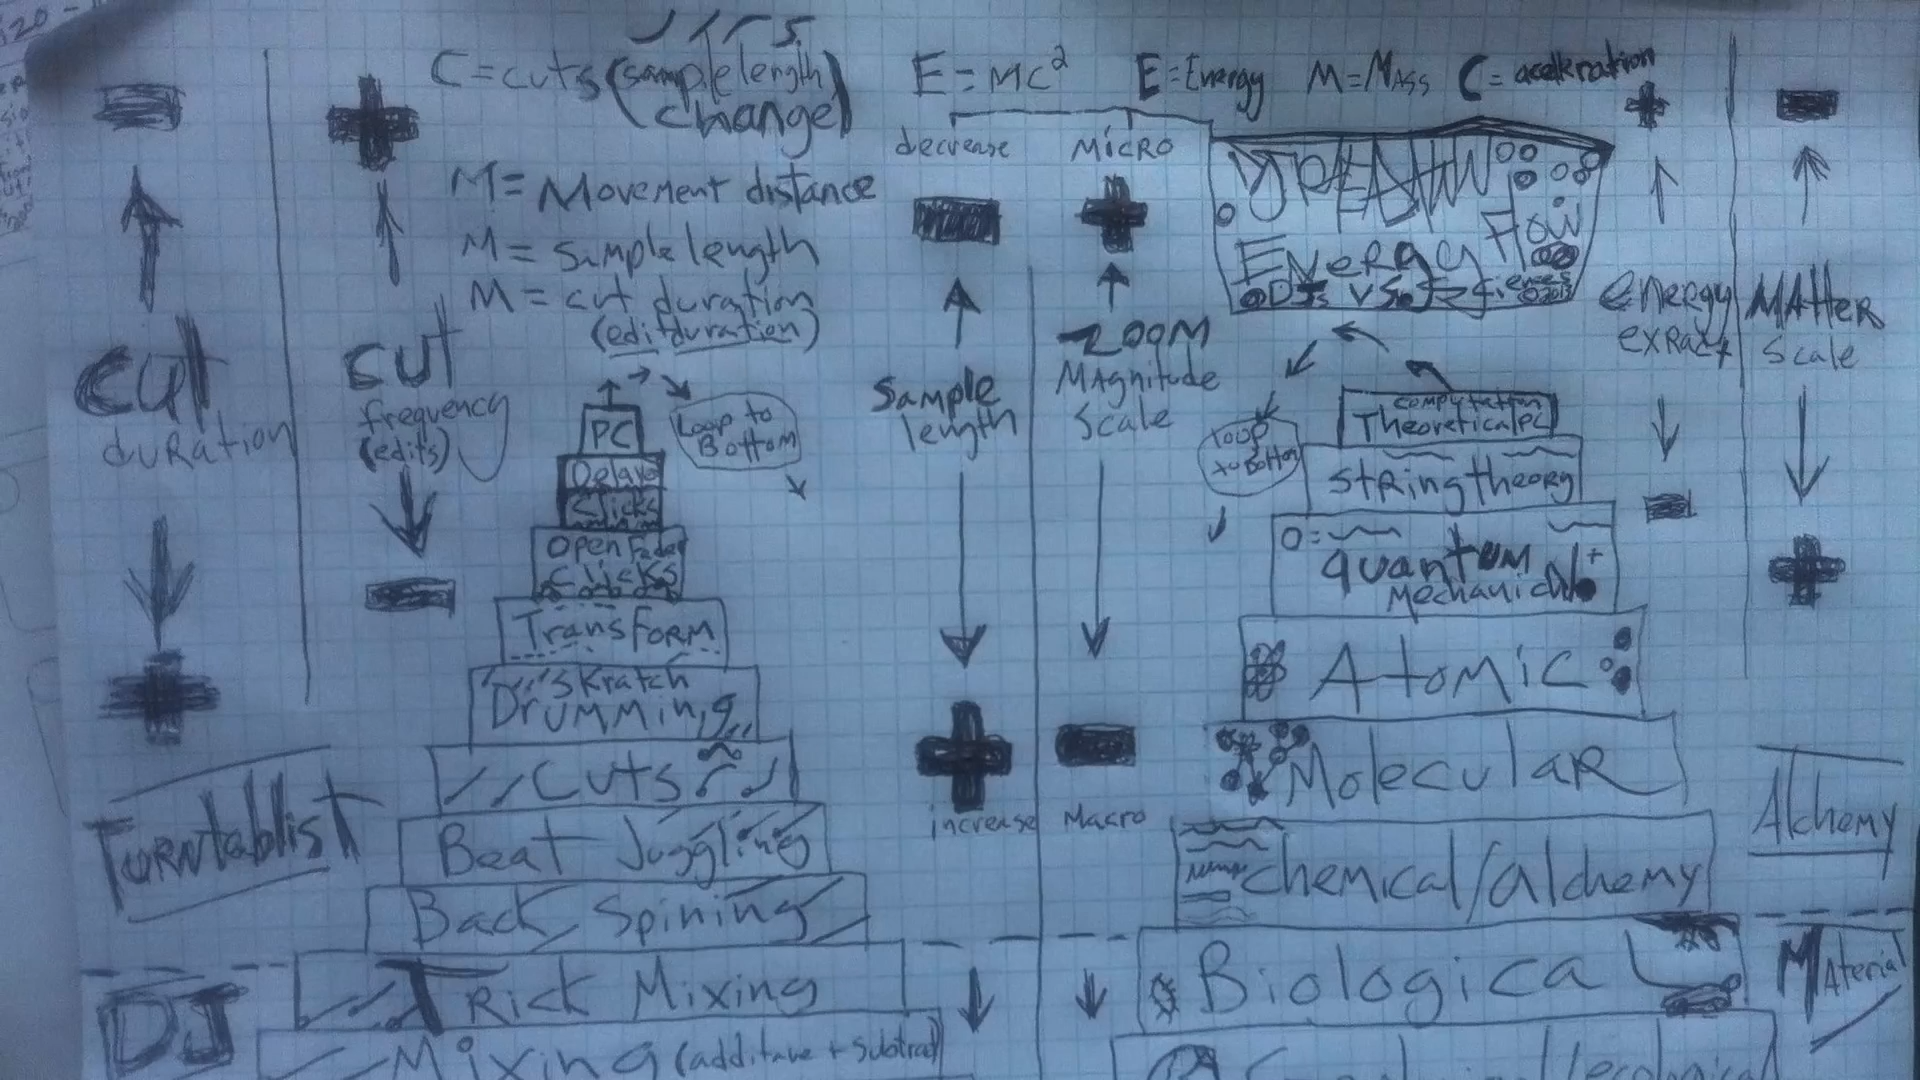 C = cuts (sample length change)
E = MC²
E = Energy
M = MASS
C = aceleration
decrease
Micro
M = Movement distance
M = sample length
M = cut duration
(edit duration)
Energy Flow
DJs vs
cut
duration
cut
frequency
(edits)
Sample
length
ZOOM
MAgnitude
Scale
energy
exract
MAtter
Scale
PC
Loop to
Bottom
Delayo
Clicks
Open Fader
Clicks
TransForm
Skratch
Drumming
Cuts
Beat Juggling
Back Spining
Trick Mixing
Mixing (additave + subtract)
Turntablist
DJ
increase
Macro
computation
Theoretical PC
loop
to Bottom
string theory
quantum
Mechanic
Atomic
Molecular
chemical/alchemy
Biologica
Alchemy
Material